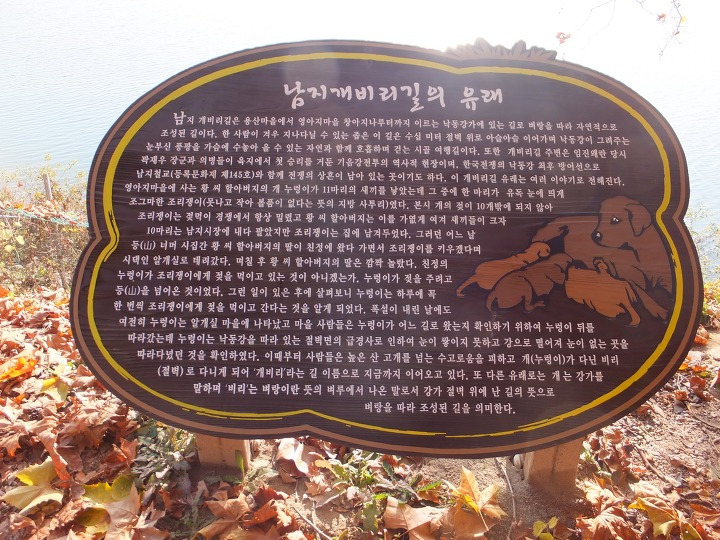 남지개비리길의 유래
남지 개비리길은 용산마을에서 영아지마을 창아지나루터까지 이르는 낙동강가에 있는 길로 벼랑을 따라 자연적으로
조성된 길이다. 한 사람이 겨우 지나다닐 수 있는 좁은 이 길은 수십 미터 절벽 위로 아슬아슬 이어가며 낙동강이 그려주는
눈부신 풍광을 가슴에 수놓아 올 수 있는 자연과 함께 호흡하며 걷는 시골 여행길이다. 또한 개비리길 주변은 임진왜란 당시
곽재우 장군과 의병들이 육지에서 첫 승리를 거둔 기음강전투의 역사적 현장이며, 한국전쟁의 낙동강 최후 방어선으로
남지철교(등록문화재 제145호)와 함께 전쟁의 상흔이 남아 있는 곳이기도 하다. 이 개비리길 유래는 여러 이야기로 전해진다.
영아지마을에 사는 황 씨 할아버지의 개 누렁이가 11마리의 새끼를 낳았는데 그 중에 한 마리가 유독 눈에 띄게
조그마한 조리쟁이(못나고 작아 볼품이 없다는 뜻의 지방 사투리)였다. 본시 개의 젖이 10개밖에 되지 않아
조리쟁이는 젖먹이 경쟁에서 항상 밀렸고 황 씨 할아버지는 이를 가엾게 여겨 새끼들이 크자
10마리는 남지시장에 내다 팔았지만 조리쟁이는 집에 남겨두었다. 그러던 어느 날
등(山) 너머 시집간 황 씨 할아버지의 딸이 친정에 왔다 가면서 조리쟁이를 키우겠다며
시댁인 알개실로 데려갔다. 며칠 후 황 씨 할아버지의 딸은 깜짝 놀랐다. 친정의
누렁이가 조리쟁이에게 젖을 먹이고 있는 것이 아니겠는가. 누렁이가 젖을 주려고
등(山)을 넘어온 것이었다. 그런 일이 있은 후에 살펴보니 누렁이는 하루에 꼭
한 번씩 조리쟁이에게 젖을 먹이고 간다는 것을 알게 되었다. 폭설이 내린 날에도
여전히 누렁이는 알개실 마을에 나타났고 마을 사람들은 누렁이가 어느 길로 왔는지 확인하기 위하여 누렁이 뒤를
따라갔는데 누렁이는 낙동강을 따라 있는 절벽면의 급경사로 인하여 눈이 쌓이지 못하고 강으로 떨어져 눈이 없는 곳을
따라다녔던 것을 확인하였다. 이때부터 사람들은 높은 산 고개를 넘는 수고로움을 피하고 개(누렁이)가 다닌 비리
(절벽)로 다니게 되어 '개비리'라는 길 이름으로 지금까지 이어오고 있다. 또 다른 유래로는 개 는 강가를
말하며 '비리'는 벼랑이란 뜻의 벼루에서 나온 말로서 강가 절벽 위에 난 길의 뜻으로
벼랑을 따라 조성된 길을 의미한다.